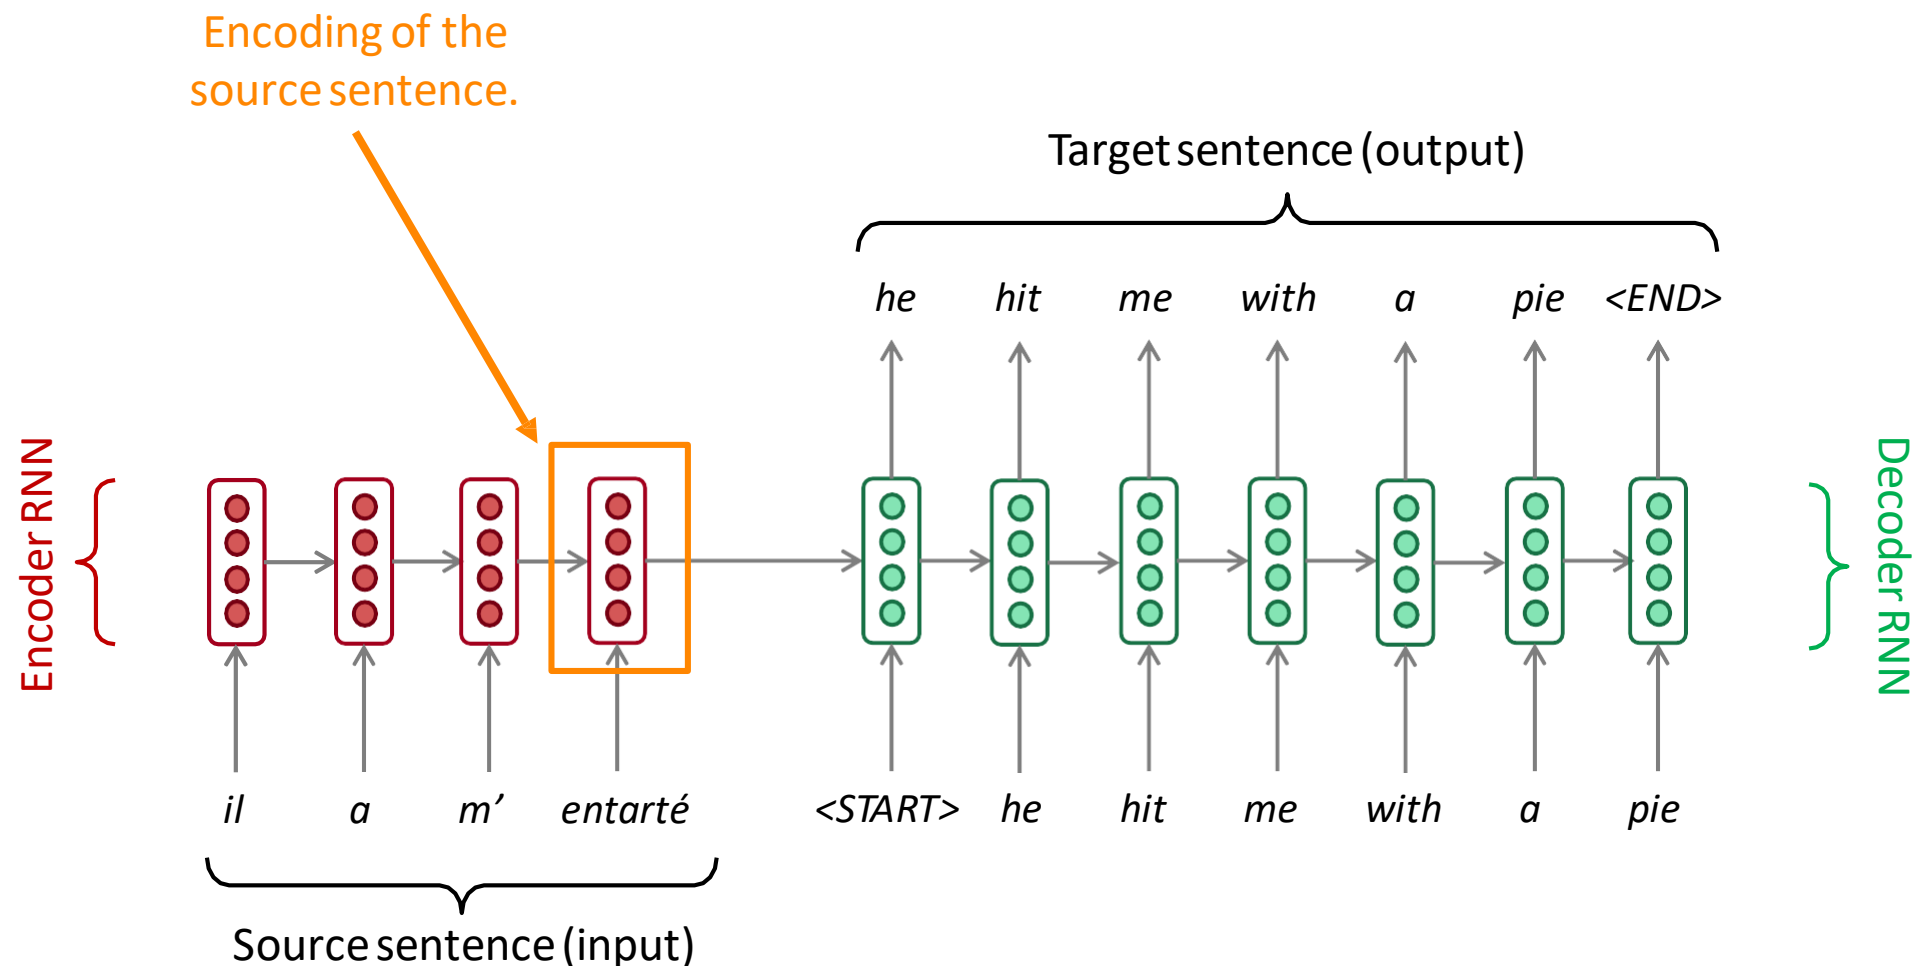 Encoding of the
source sentence.
Target sentence (output)
he hit me with a pie <END>
Encoder RNN
Decoder RNN
il a m’ entarté <START> he hit me with a pie
Source sentence (input)